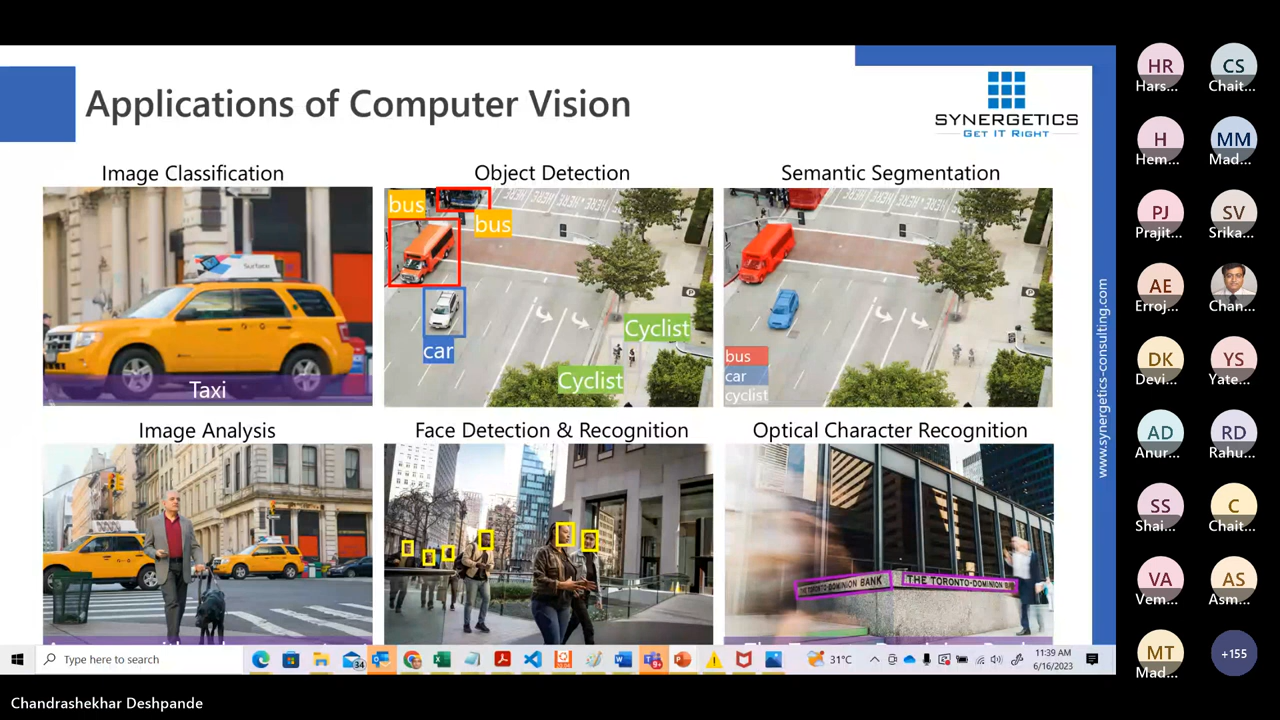 Applications of Computer Vision
SYNERGETICS
GET IT RIGHT
Image Classification
Object Detection
Semantic Segmentation
Surface
Taxi
bus
bus
car
Cyclist
Cyclist
bus
car
cyclist
Image Analysis
Face Detection & Recognition
Optical Character Recognition
THE TORONTO-DOMINION BANK
THE TORONTO-DOMINION
www.synergetics-consulting.com
Type here to search
34
9+
31°C
11:39 AM
6/16/2023
HR
Hars...
CS
Chait...
H
Hem...
MM
Mad...
PJ
Prajit...
SV
Srika...
AE
Erroj...
Chan...
DK
Devi...
YS
Yate...
AD
Anur...
RD
Rahu...
SS
Shai...
C
Chait...
VA
Vem...
AS
Asm...
MT
Mad...
+155
Chandrashekhar Deshpande